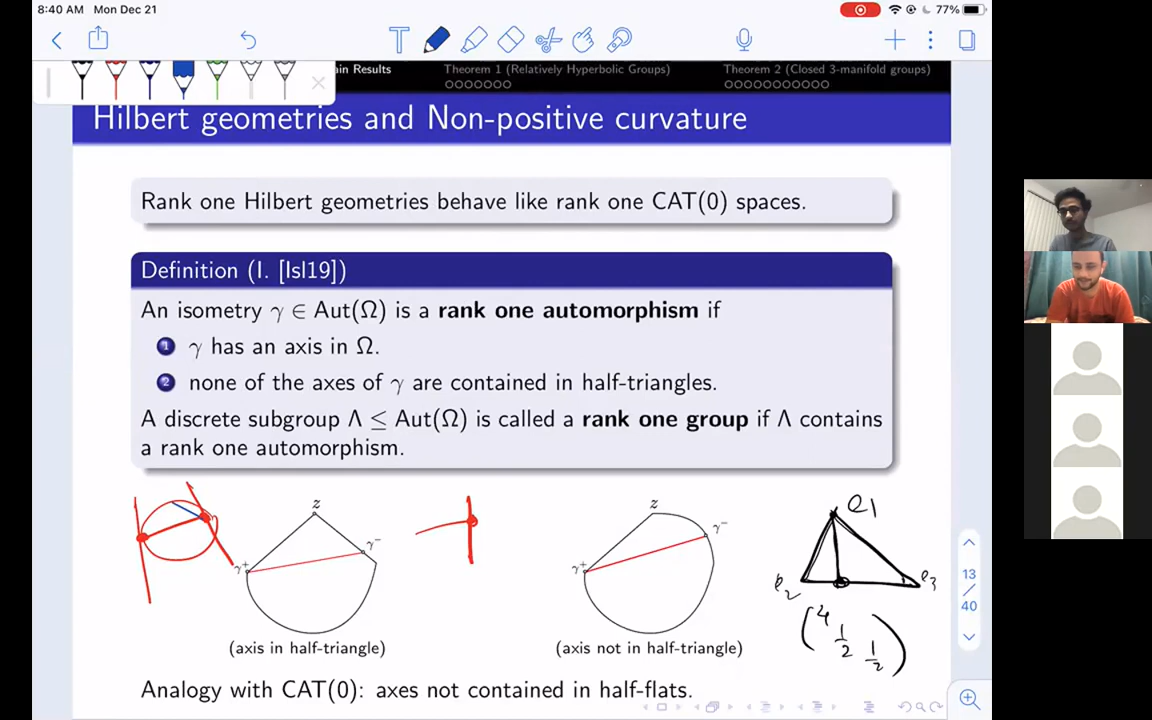 8:40 AM Mon Dec 21
77%
ain Results
Theorem 1 (Relatively Hyperbolic Groups)
Theorem 2 (Closed 3-manifold groups)
Hilbert geometries and Non-positive curvature
Rank one Hilbert geometries behave like rank one CAT(0) spaces.
Definition (I. [Isl19])
An isometry γ ∈ Aut(Ω) is a rank one automorphism if
1 γ has an axis in Ω.
2 none of the axes of γ are contained in half-triangles.
A discrete subgroup Λ ≤ Aut(Ω) is called a rank one group if Λ contains
a rank one automorphism.
z
γ⁺
γ⁻
(axis in half-triangle)
z
γ⁺
γ⁻
(axis not in half-triangle)
e1
e2
e3
(4 1/2 1/2)
Analogy with CAT(0): axes not contained in half-flats.
13
/
40